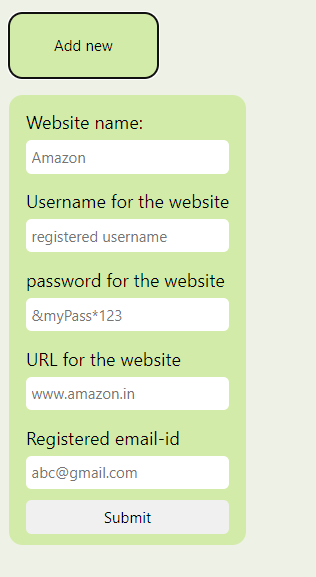 Add new
Website name:
Amazon
Username for the website
registered username
password for the website
&myPass*123
URL for the website
www.amazon.in
Registered email-id
abc@gmail.com
Submit